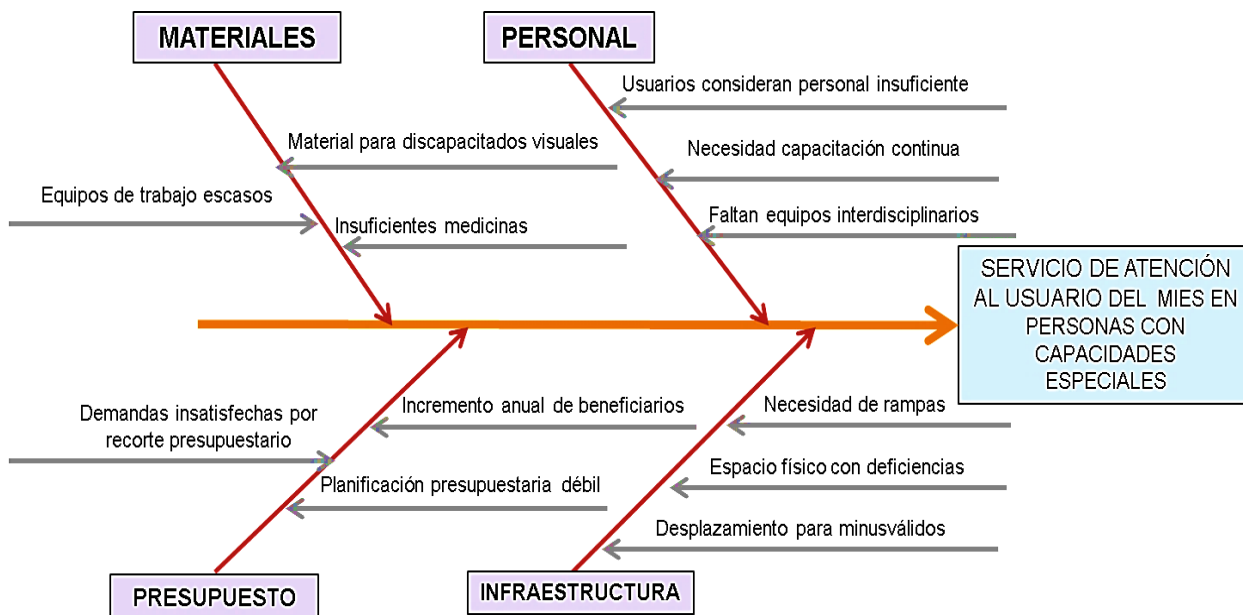 MATERIALES
PERSONAL
Usuarios consideran personal insuficiente
Material para discapacitados visuales
Necesidad capacitación continua
Equipos de trabajo escasos
Insuficientes medicinas
Faltan equipos interdisciplinarios
SERVICIO DE ATENCIÓN
AL USUARIO DEL MIES EN
PERSONAS CON
CAPACIDADES
ESPECIALES
Demandas insatisfechas por
recorte presupuestario
Incremento anual de beneficiarios
Necesidad de rampas
Planificación presupuestaria débil
Espacio físico con deficiencias
Desplazamiento para minusválidos
PRESUPUESTO
INFRAESTRUCTURA